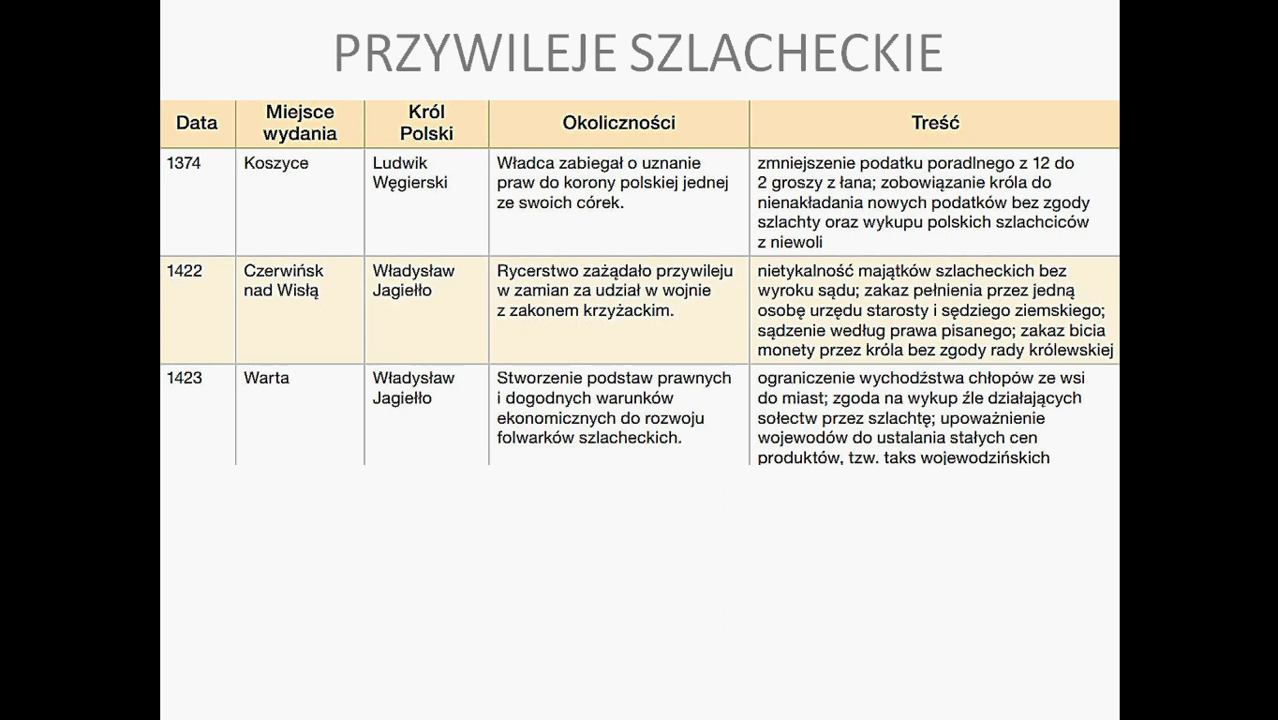 PRZYWILEJE SZLACHECKIE
Data
Miejsce
wydania
Król
Polski
Okoliczności
Treść
1374
Koszyce
Ludwik
Węgierski
Władca zabiegał o uznanie
praw do korony polskiej jednej
ze swoich córek.
zmniejszenie podatku poradlnego z 12 do
2 groszy z łana; zobowiązanie króla do
nienakładania nowych podatków bez zgody
szlachty oraz wykupu polskich szlachciców
z niewoli
1422
Czerwińsk
nad Wisłą
Władysław
Jagiełło
Rycerstwo zażądało przywileju
w zamian za udział w wojnie
z zakonem krzyżackim.
nietykalność majątków szlacheckich bez
wyroku sądu; zakaz pełnienia przez jedną
osobę urzędu starosty i sędziego ziemskiego;
sądzenie według prawa pisanego; zakaz bicia
monety przez króla bez zgody rady królewskiej
1423
Warta
Władysław
Jagiełło
Stworzenie podstaw prawnych
i dogodnych warunków
ekonomicznych do rozwoju
folwarków szlacheckich.
ograniczenie wychodźstwa chłopów ze wsi
do miast; zgoda na wykup źle działających
sołectw przez szlachtę; upoważnienie
wojewodów do ustalania stałych cen
produktów, tzw. taks wojewodzińskich